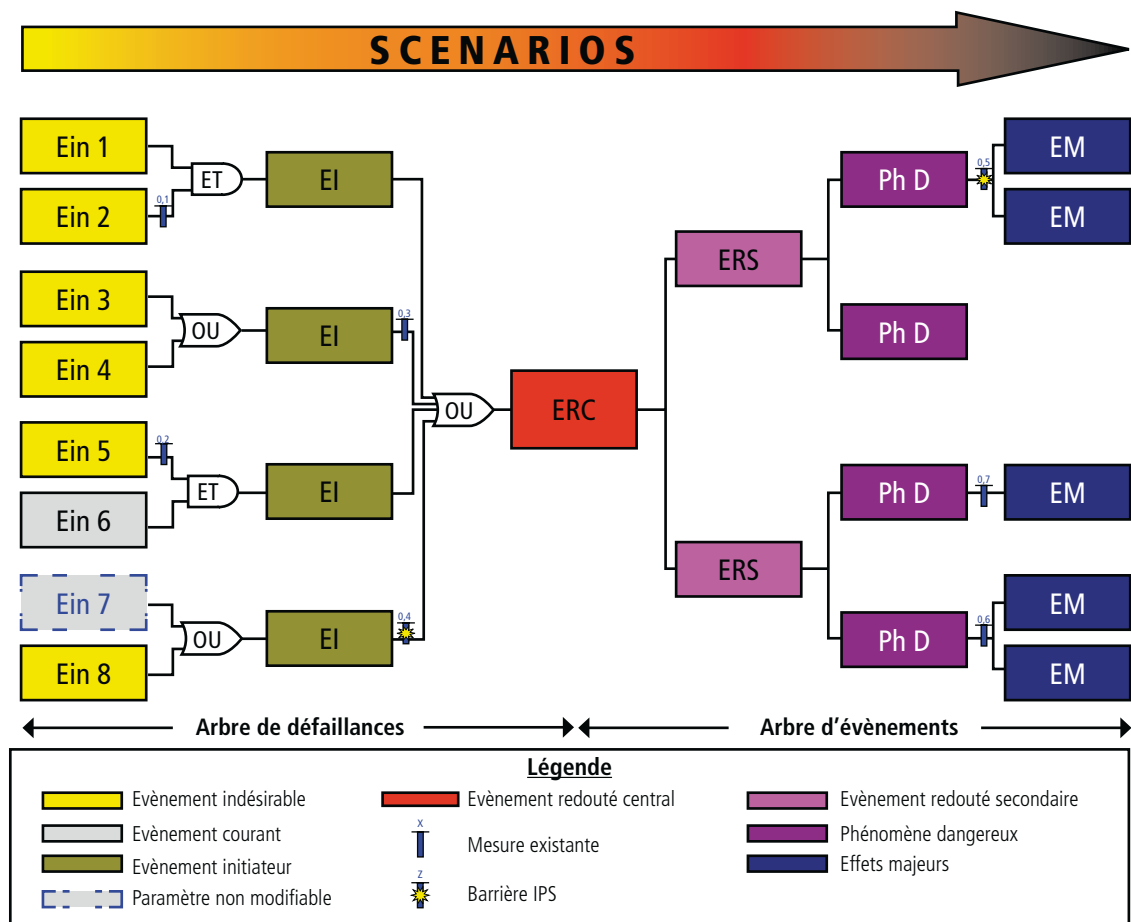 SCENARIOS
Ein 1
Ein 2
0,1
ET
EI
Ein 3
Ein 4
OU
EI
0,3
Ein 5
0,2
Ein 6
ET
EI
Ein 7
Ein 8
OU
EI
0,4
OU
ERC
ERS
Ph D
0,5
EM
EM
Ph D
ERS
Ph D
0,7
EM
Ph D
0,6
EM
EM
Arbre de défaillances
Arbre d'évènements
Légende
Evènement indésirable
Evènement courant
Evènement initiateur
Paramètre non modifiable
Evènement redouté central
X
Mesure existante
Z
Barrière IPS
Evènement redouté secondaire
Phénomène dangereux
Effets majeurs